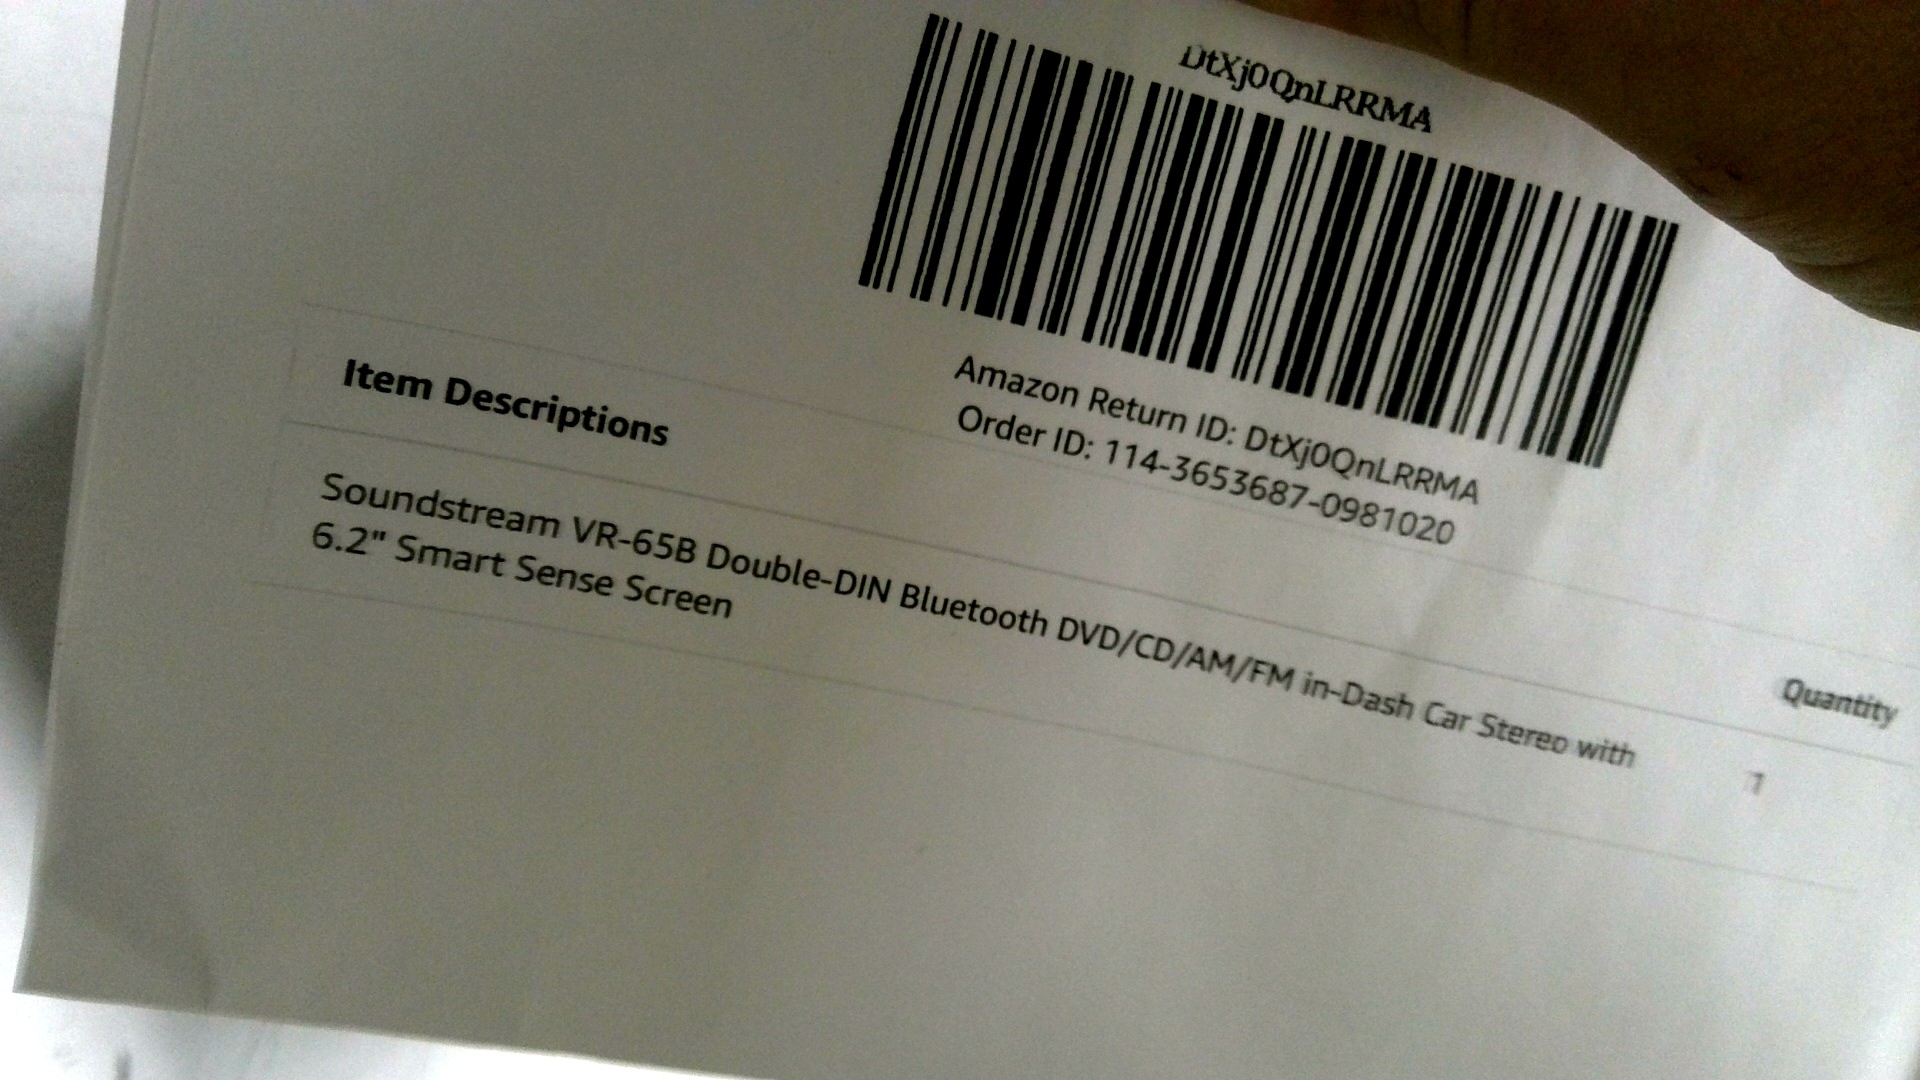 DtXj0QnLRRMA
Amazon Return ID: DtXj0QnLRRMA
Order ID: 114-3653687-0981020
Item Descriptions
Quantity
Soundstream VR-65B Double-DIN Bluetooth DVD/CD/AM/FM in-Dash Car Stereo with
6.2" Smart Sense Screen
1